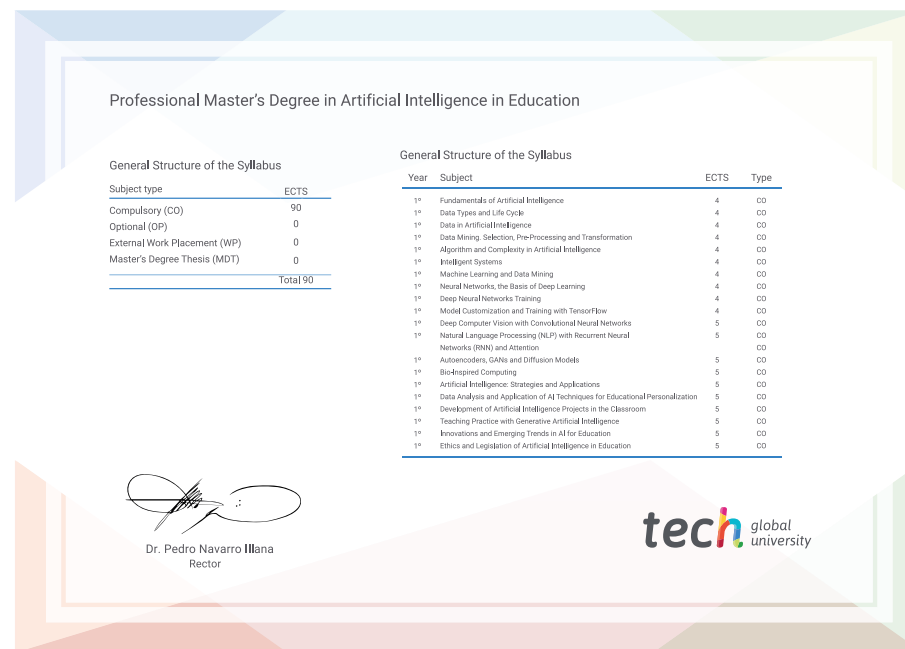 Professional Master's Degree in Artificial Intelligence in Education
General Structure of the Syllabus
Subject type ECTS
Compulsory (CO) 90
Optional (OP) 0
External Work Placement (WP) 0
Master's Degree Thesis (MDT) 0
Total 90
General Structure of the Syllabus
Year Subject ECTS Type
1º Fundamentals of Artificial Intelligence 4 CO
1º Data Types and Life Cycle 4 CO
1º Data in Artificial Intelligence 4 CO
1º Data Mining. Selection, Pre-Processing and Transformation 4 CO
1º Algorithm and Complexity in Artificial Intelligence 4 CO
1º Intelligent Systems 4 CO
1º Machine Learning and Data Mining 4 CO
1º Neural Networks, the Basis of Deep Learning 4 CO
1º Deep Neural Networks Training 4 CO
1º Model Customization and Training with TensorFlow 4 CO
1º Deep Computer Vision with Convolutional Neural Networks 5 CO
1º Natural Language Processing (NLP) with Recurrent Neural 5 CO
Networks (RNN) and Attention CO
1º Autoencoders, GANs and Diffusion Models 5 CO
1º Bio-Inspired Computing 5 CO
1º Artificial Intelligence: Strategies and Applications 5 CO
1º Data Analysis and Application of AI Techniques for Educational Personalization 5 CO
1º Development of Artificial Intelligence Projects in the Classroom 5 CO
1º Teaching Practice with Generative Artificial Intelligence 5 CO
1º Innovations and Emerging Trends in AI for Education 5 CO
1º Ethics and Legislation of Artificial Intelligence in Education 5 CO
Dr. Pedro Navarro Illana
Rector
tech global
university